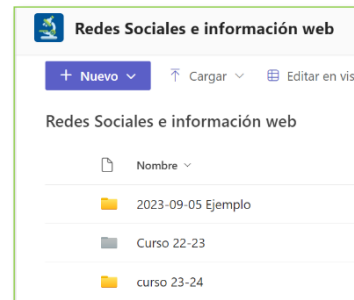 Redes Sociales e información web
+ Nuevo Cargar Editar en vis
Redes Sociales e información web
Nombre
2023-09-05 Ejemplo
Curso 22-23
curso 23-24